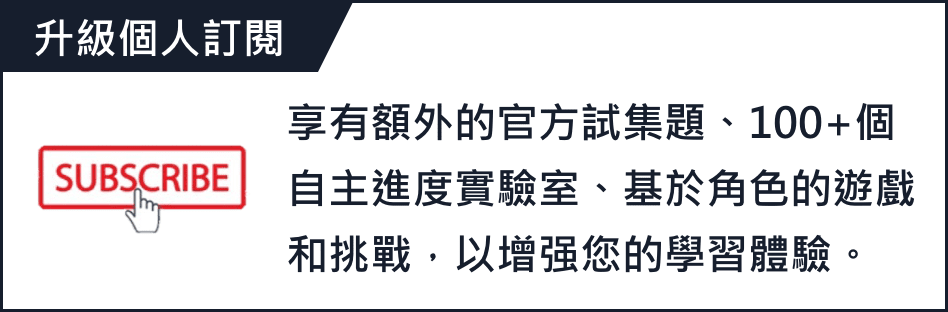 升級個人訂閱
SUBSCRIBE
享有額外的官方試集題、100+個
自主進度實驗室、基於角色的遊戲
和挑戰，以增强您的學習體驗。